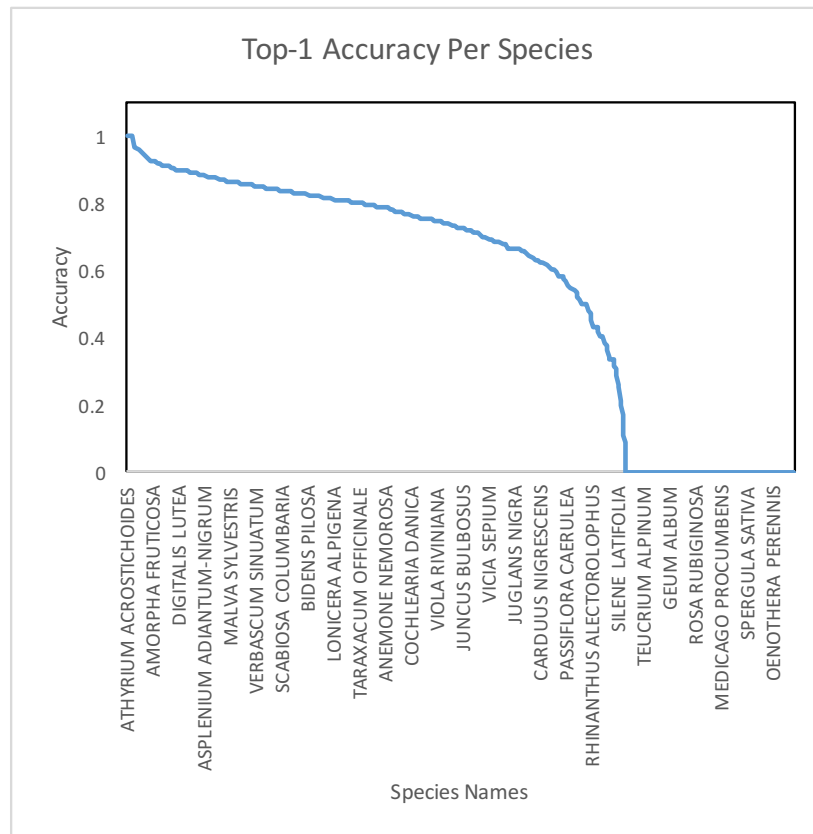 Top-1 Accuracy Per Species
Accuracy
1
0.8
0.6
0.4
0.2
0
ATHYRIUM ACROSTICHOIDES
AMORPHA FRUTICOSA
DIGITALIS LUTEA
ASPLENIUM ADIANTUM-NIGRUM
MALVA SYLVESTRIS
VERBASCUM SINUATUM
SCABIOSA COLUMBARIA
BIDENS PILOSA
LONICERA ALPIGENA
TARAXACUM OFFICINALE
ANEMONE NEMOROSA
COCHLEARIA DANICA
VIOLA RIVINIANA
JUNCUS BULBOSUS
VICIA SEPIUM
JUGLANS NIGRA
CARDUUS NIGRESCENS
PASSIFLORA CAERULEA
RHINANTHUS ALECTOROLOPHUS
SILENE LATIFOLIA
TEUCRIUM ALPINUM
GEUM ALBUM
ROSA RUBIGINOSA
MEDICAGO PROCUMBENS
SPERGULA SATIVA
OENOTHERA PERENNIS
Species Names